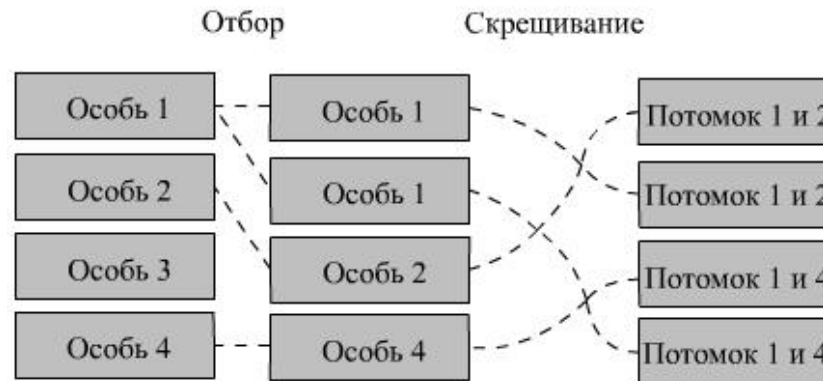 Отбор
Скрещивание
Особь 1
Особь 1
Потомок 1 и 2
Особь 2
Особь 1
Потомок 1 и 2
Особь 3
Особь 2
Потомок 1 и 4
Особь 4
Особь 4
Потомок 1 и 4